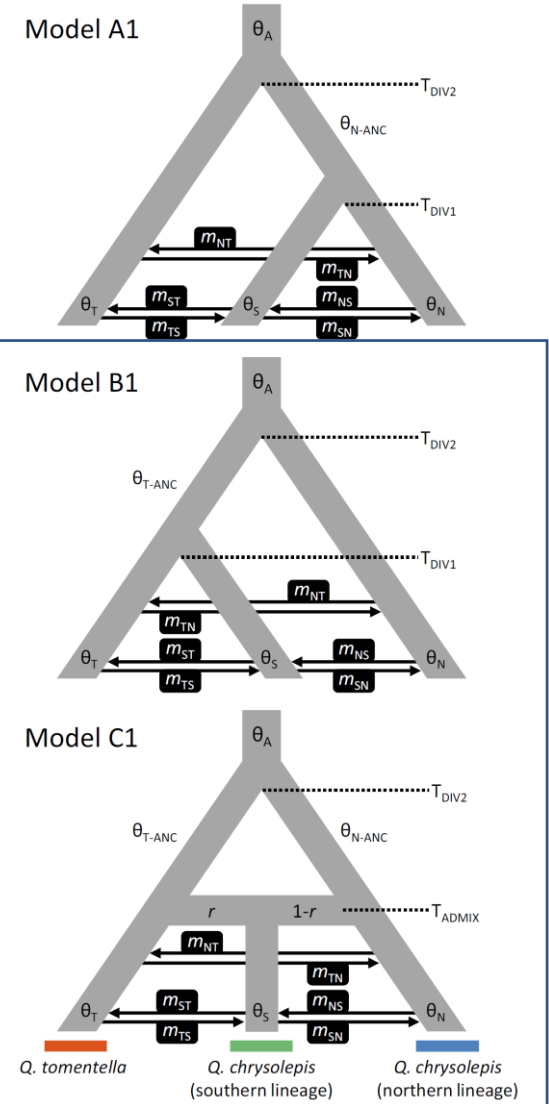 Model A1
θA
TDIV2
θN-ANC
TDIV1
mNT
mTN
mST
mNS
θT
θS
θN
mTS
mSN
Model B1
θA
TDIV2
θT-ANC
TDIV1
mNT
mTN
mST
mNS
θT
θS
θN
mTS
mSN
Model C1
θA
TDIV2
θT-ANC
θN-ANC
r
1-r
TADMIX
mNT
mTN
mST
mNS
θT
θS
θN
mTS
mSN
Q. tomentella
Q. chrysolepis
(southern lineage)
Q. chrysolepis
(northern lineage)